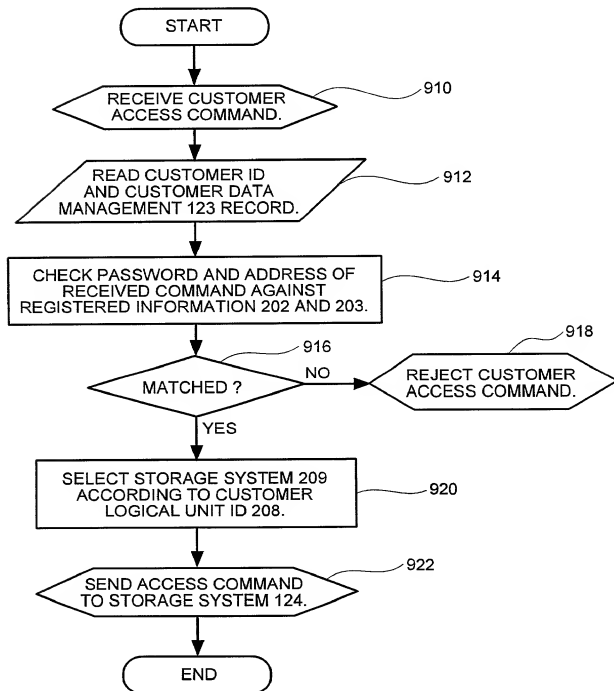 START
RECEIVE CUSTOMER
ACCESS COMMAND.
910
READ CUSTOMER ID
AND CUSTOMER DATA
MANAGEMENT 123 RECORD.
912
CHECK PASSWORD AND ADDRESS OF
RECEIVED COMMAND AGAINST
REGISTERED INFORMATION 202 AND 203.
914
916
MATCHED ?
NO
918
REJECT CUSTOMER
ACCESS COMMAND.
YES
SELECT STORAGE SYSTEM 209
ACCORDING TO CUSTOMER
LOGICAL UNIT ID 208.
920
SEND ACCESS COMMAND
TO STORAGE SYSTEM 124.
922
END